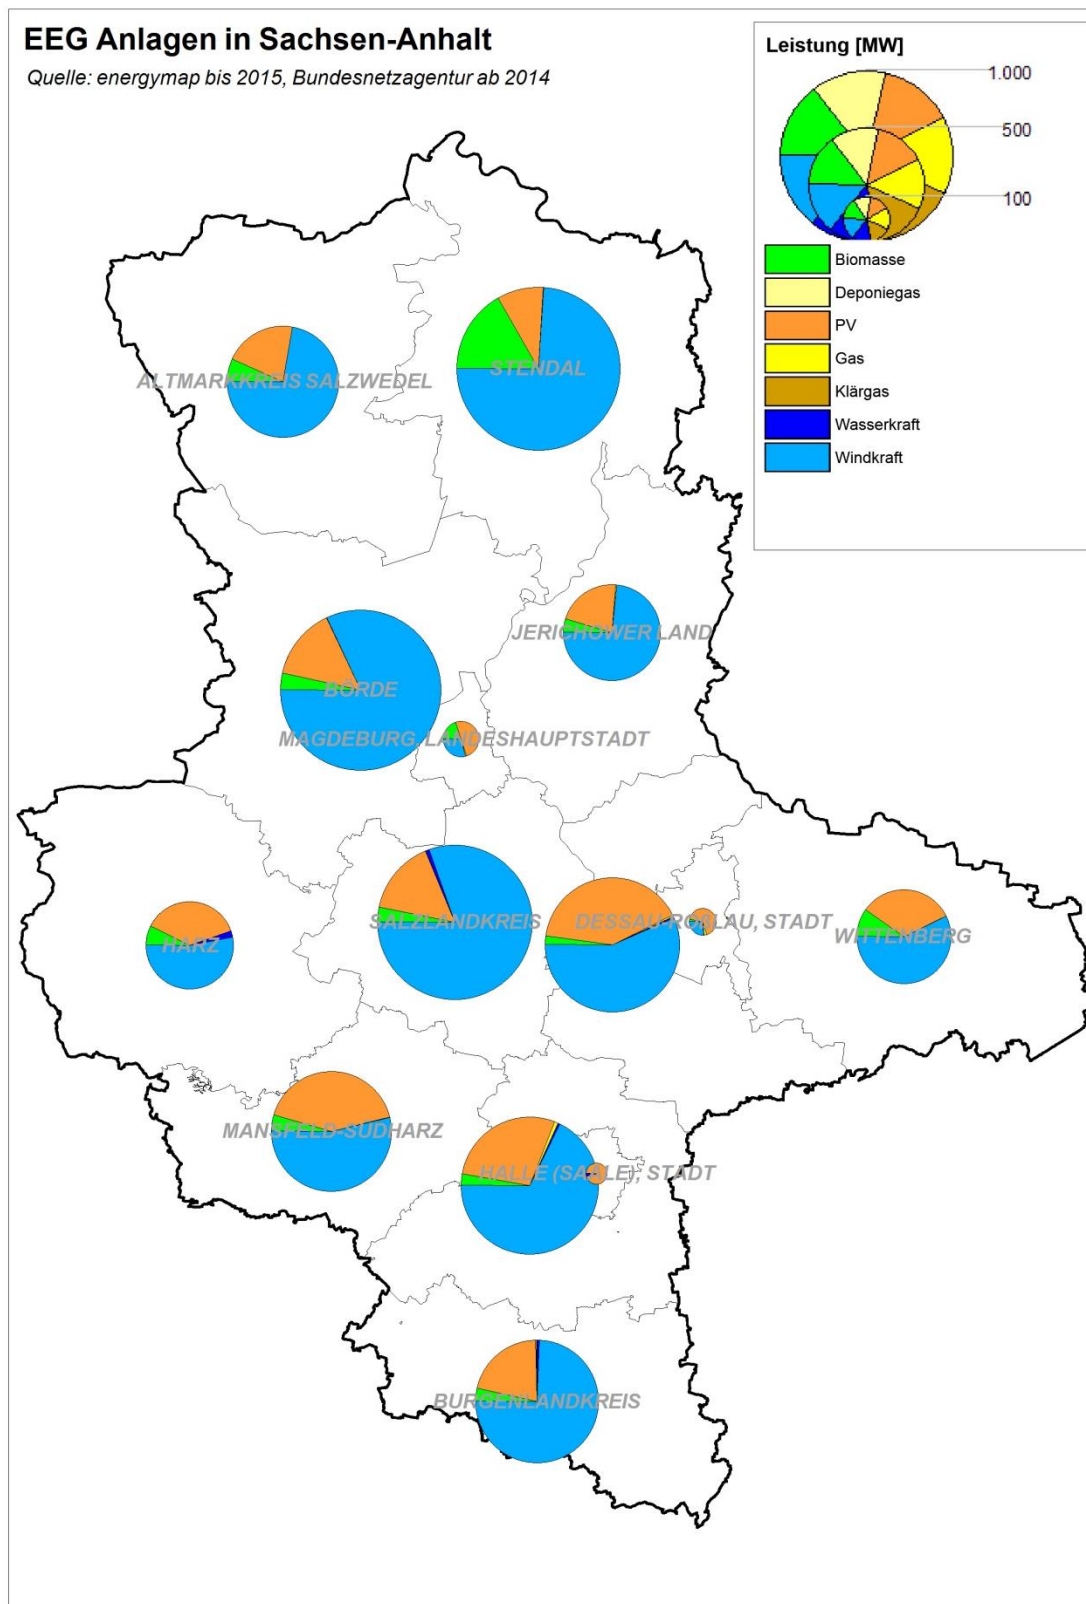 EEG Anlagen in Sachsen-Anhalt
Quelle: energymap bis 2015, Bundesnetzagentur ab 2014
Leistung [MW]
1.000
500
100
Biomasse
Deponiegas
PV
Gas
Klärgas
Wasserkraft
Windkraft
ALTMARKKREIS SALZWEDEL
STENDAL
JERICHOWER LAND
BÖRDE
MAGDEBURG, LANDESHAUPTSTADT
SALZLANDKREIS
DESSAU-ROßLAU, STADT
WITTENBERG
HARZ
MANSFELD-SÜDHARZ
HALLE (SAALE), STADT
BURGENLANDKREIS